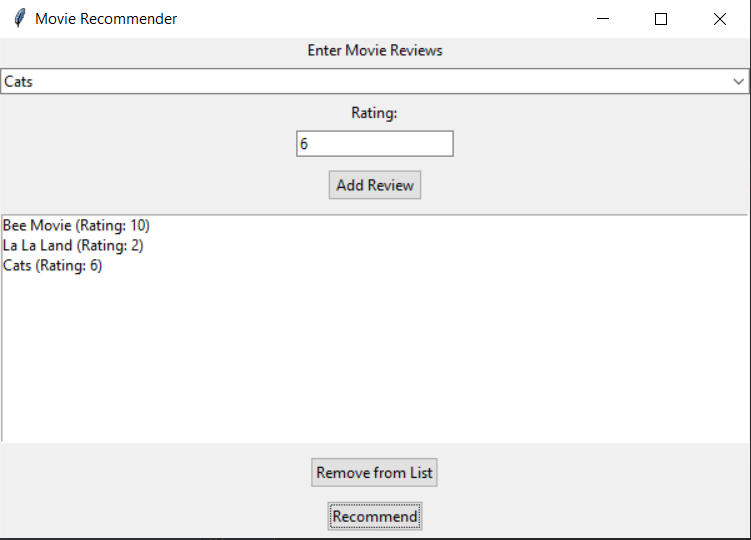 Movie Recommender
Enter Movie Reviews
Cats
Rating:
6
Add Review
Bee Movie (Rating: 10)
La La Land (Rating: 2)
Cats (Rating: 6)
Remove from List
Recommend